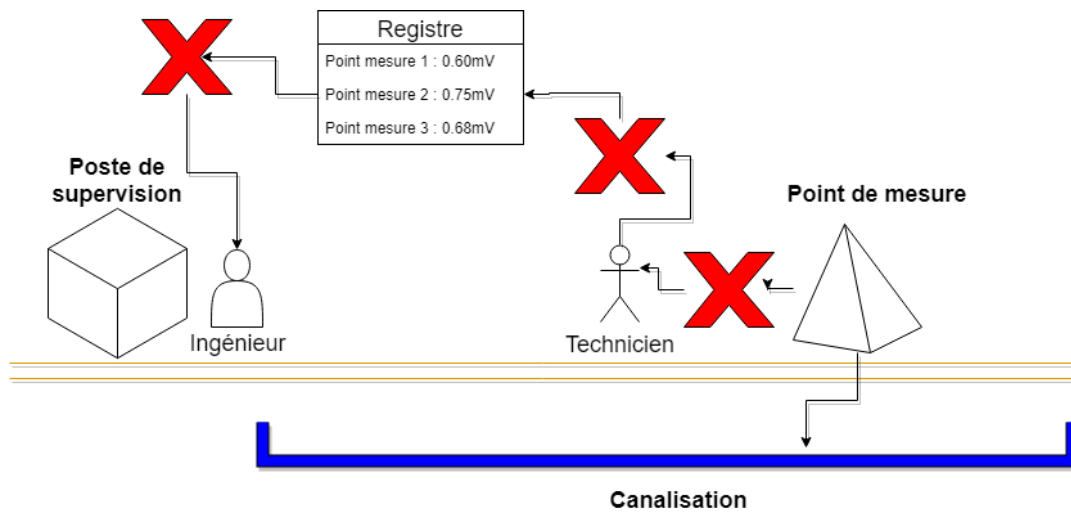 Registre
Point mesure 1 : 0.60mV
Point mesure 2 : 0.75mV
Point mesure 3 : 0.68mV
Poste de
supervision
Point de mesure
Ingénieur
Technicien
Canalisation